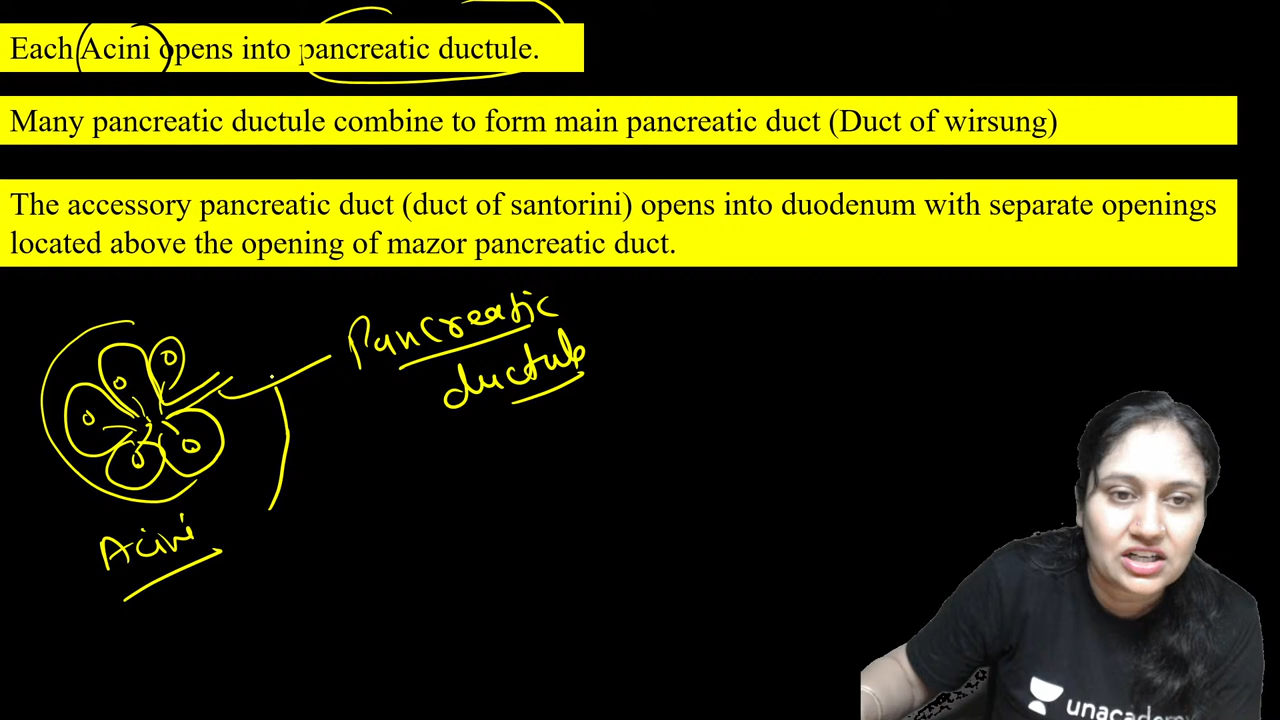 Each Acini opens into pancreatic ductule.
Many pancreatic ductule combine to form main pancreatic duct (Duct of wirsung)
The accessory pancreatic duct (duct of santorini) opens into duodenum with separate openings
located above the opening of mazor pancreatic duct.
Pancreatic
ductule
Acini
unacadem